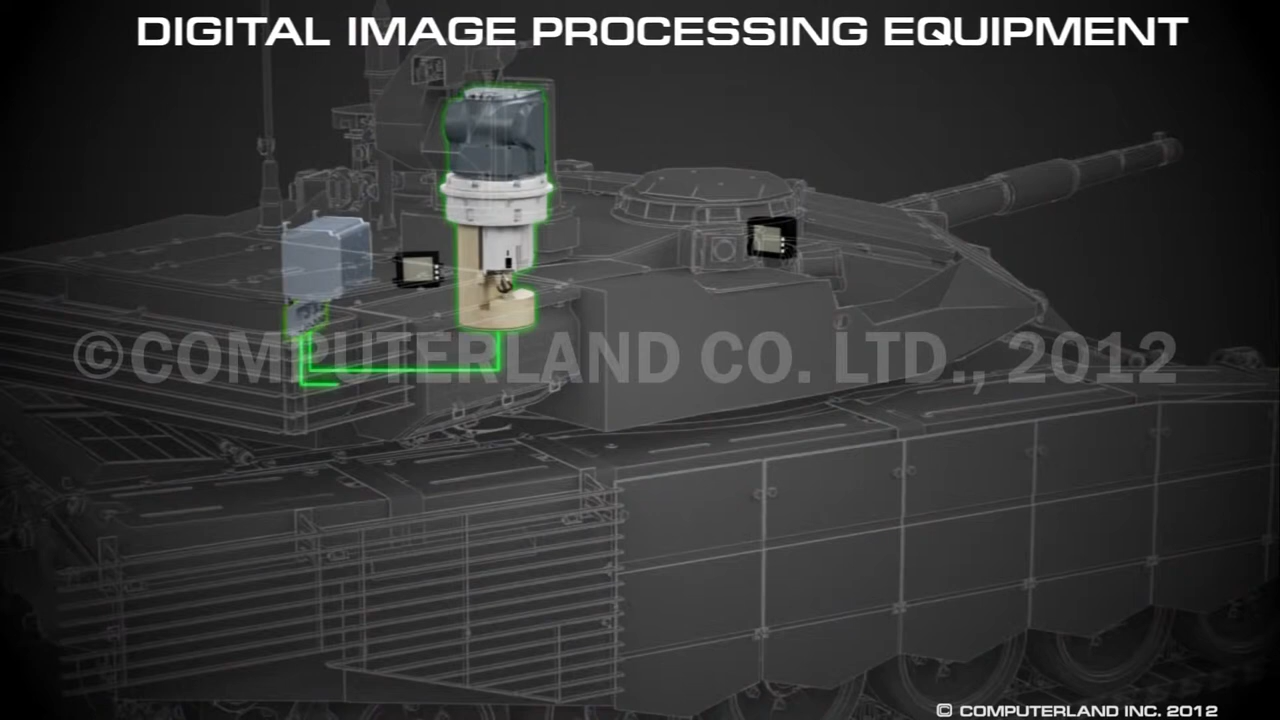 DIGITAL IMAGE PROCESSING EQUIPMENT
©COMPUTERLAND CO. LTD., 2012
© COMPUTERLAND INC. 2012